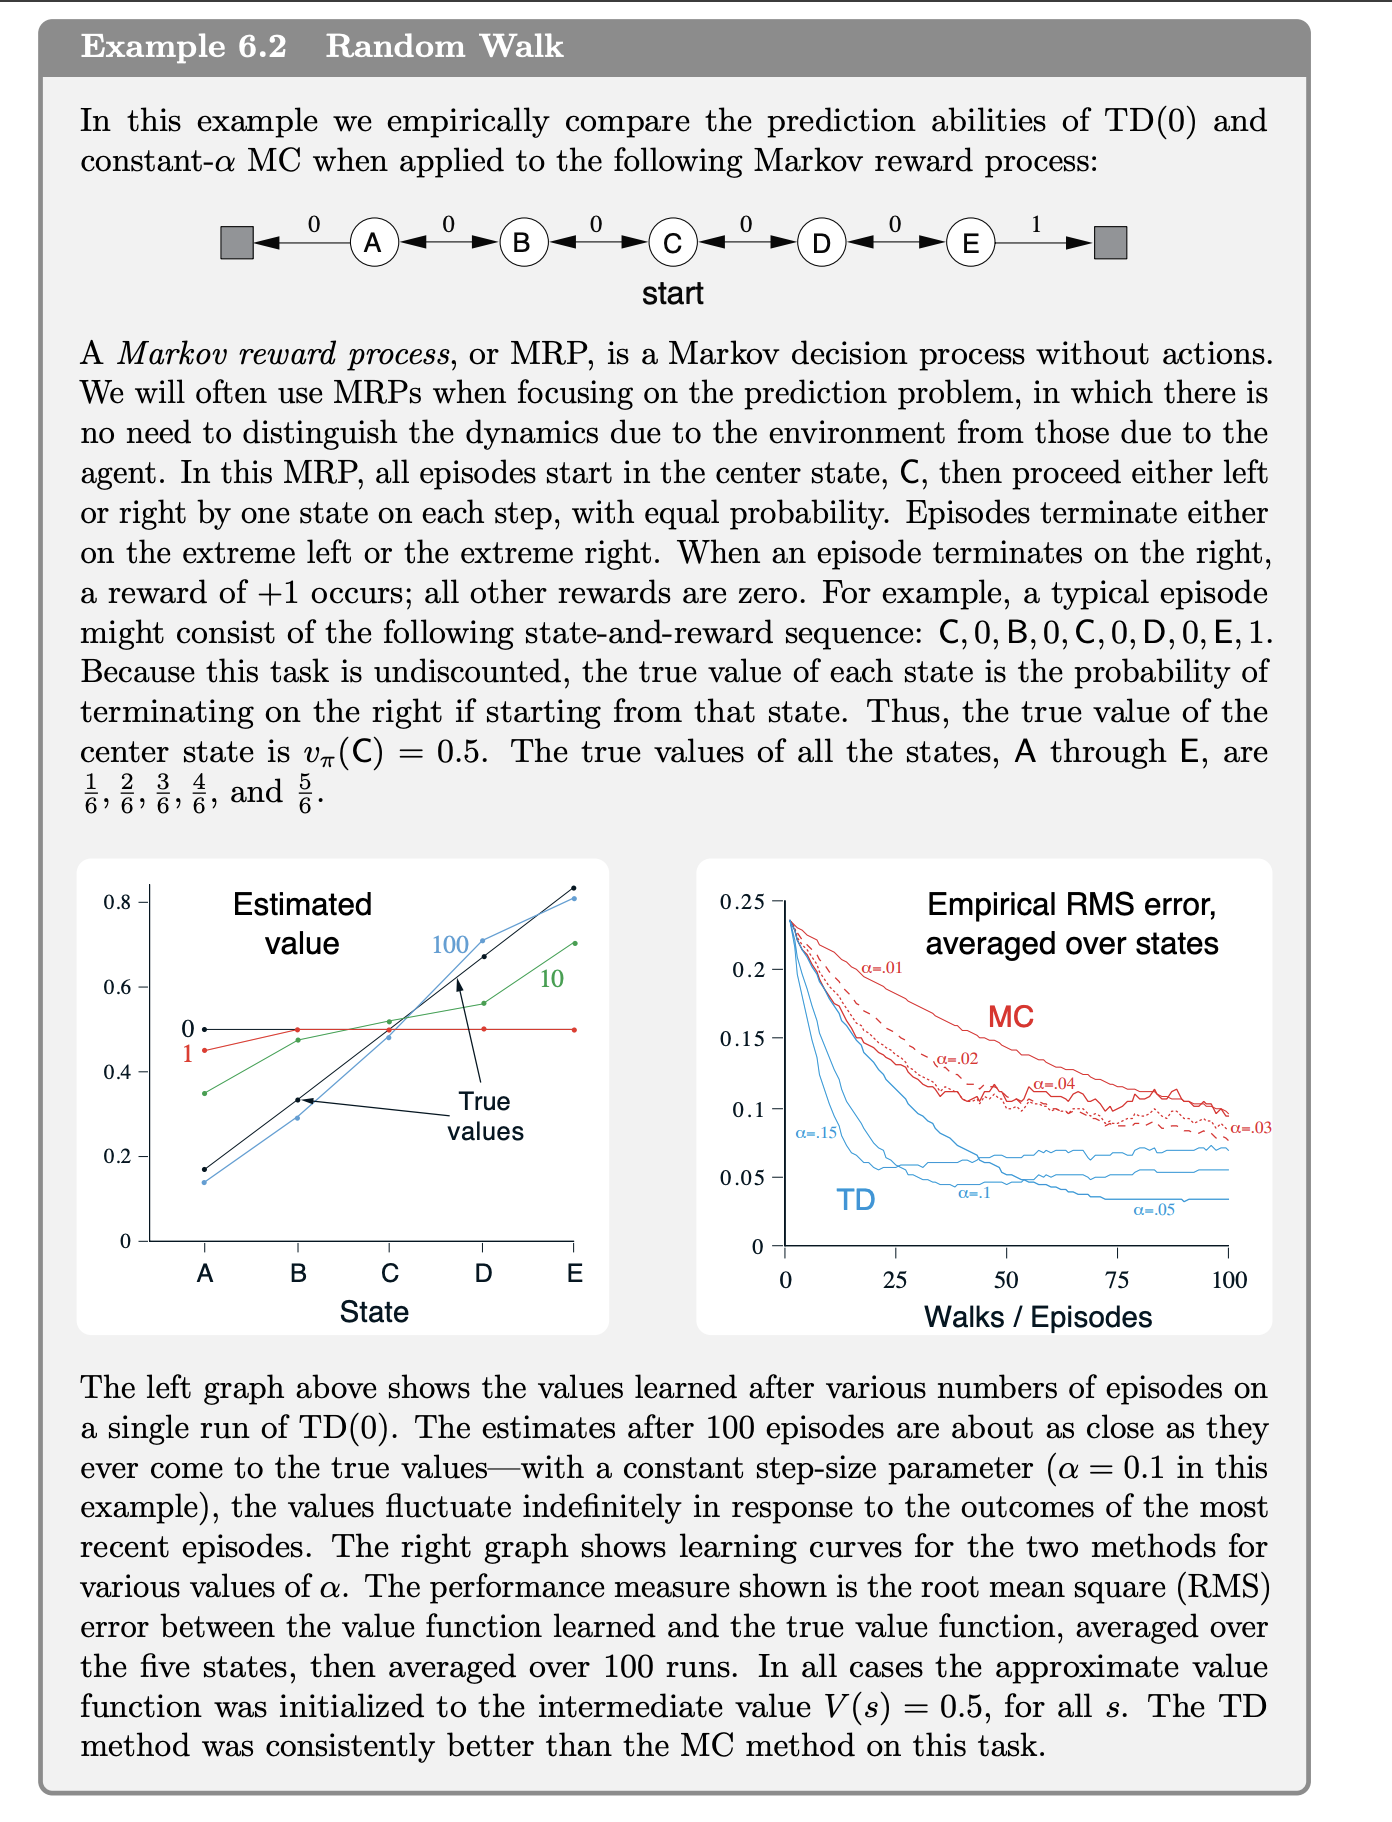 Example 6.2 Random Walk
In this example we empirically compare the prediction abilities of TD(0) and
constant-α MC when applied to the following Markov reward process:
0 0 0 0 0 1
A B C D E
start
A Markov reward process, or MRP, is a Markov decision process without actions.
We will often use MRPs when focusing on the prediction problem, in which there is
no need to distinguish the dynamics due to the environment from those due to the
agent. In this MRP, all episodes start in the center state, C, then proceed either left
or right by one state on each step, with equal probability. Episodes terminate either
on the extreme left or the extreme right. When an episode terminates on the right,
a reward of +1 occurs; all other rewards are zero. For example, a typical episode
might consist of the following state-and-reward sequence: C, 0, B, 0, C, 0, D, 0, E, 1.
Because this task is undiscounted, the true value of each state is the probability of
terminating on the right if starting from that state. Thus, the true value of the
center state is vπ(C) = 0.5. The true values of all the states, A through E, are
1/6, 2/6, 3/6, 4/6, and 5/6.
Estimated
value
0.8
0.6
0.4
0.2
0
0
1
10
100
True
values
A B C D E
State
Empirical RMS error,
averaged over states
0.25
0.2
0.15
0.1
0.05
0
α=.01
MC
α=.02
α=.04
α=.03
α=.15
TD
α=.1
α=.05
0 25 50 75 100
Walks / Episodes
The left graph above shows the values learned after various numbers of episodes on
a single run of TD(0). The estimates after 100 episodes are about as close as they
ever come to the true values—with a constant step-size parameter (α = 0.1 in this
example), the values fluctuate indefinitely in response to the outcomes of the most
recent episodes. The right graph shows learning curves for the two methods for
various values of α. The performance measure shown is the root mean square (RMS)
error between the value function learned and the true value function, averaged over
the five states, then averaged over 100 runs. In all cases the approximate value
function was initialized to the intermediate value V(s) = 0.5, for all s. The TD
method was consistently better than the MC method on this task.